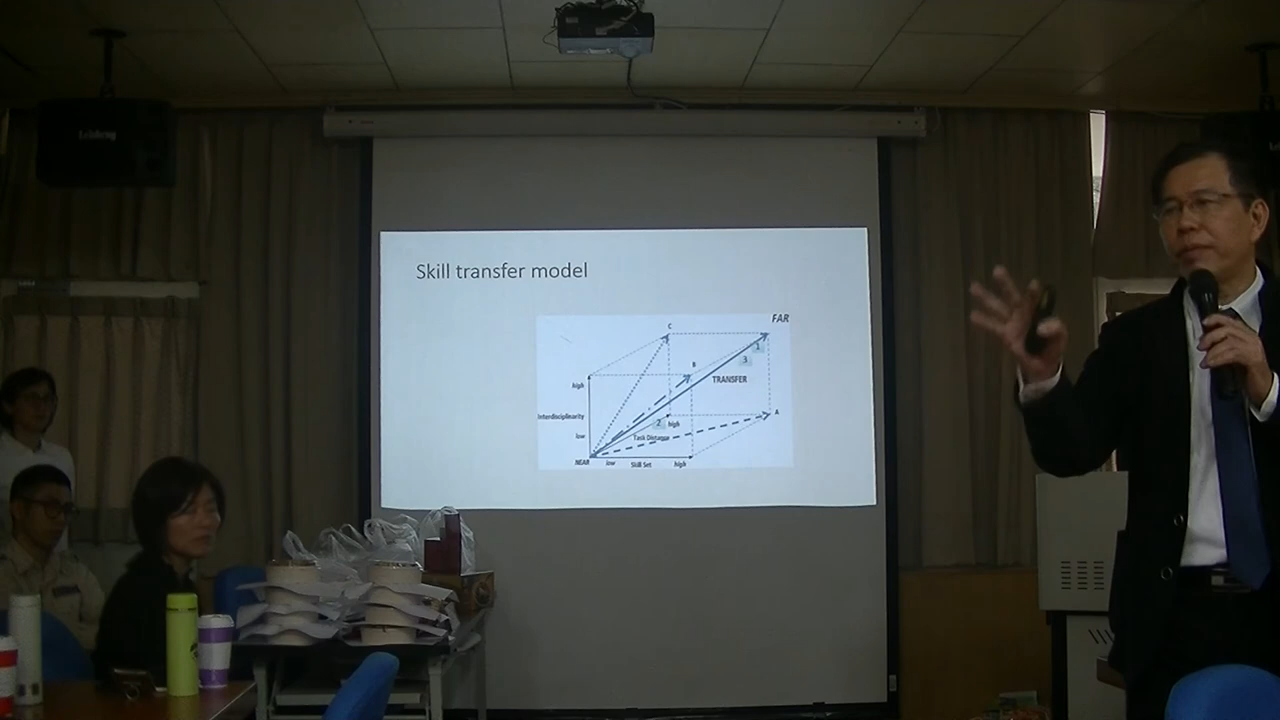 Skill transfer model
FAR
C
1
3
B
TRANSFER
high
Interdisciplinarity
A
2
high
low
Task Distance
NEAR
low
Skill Set
high